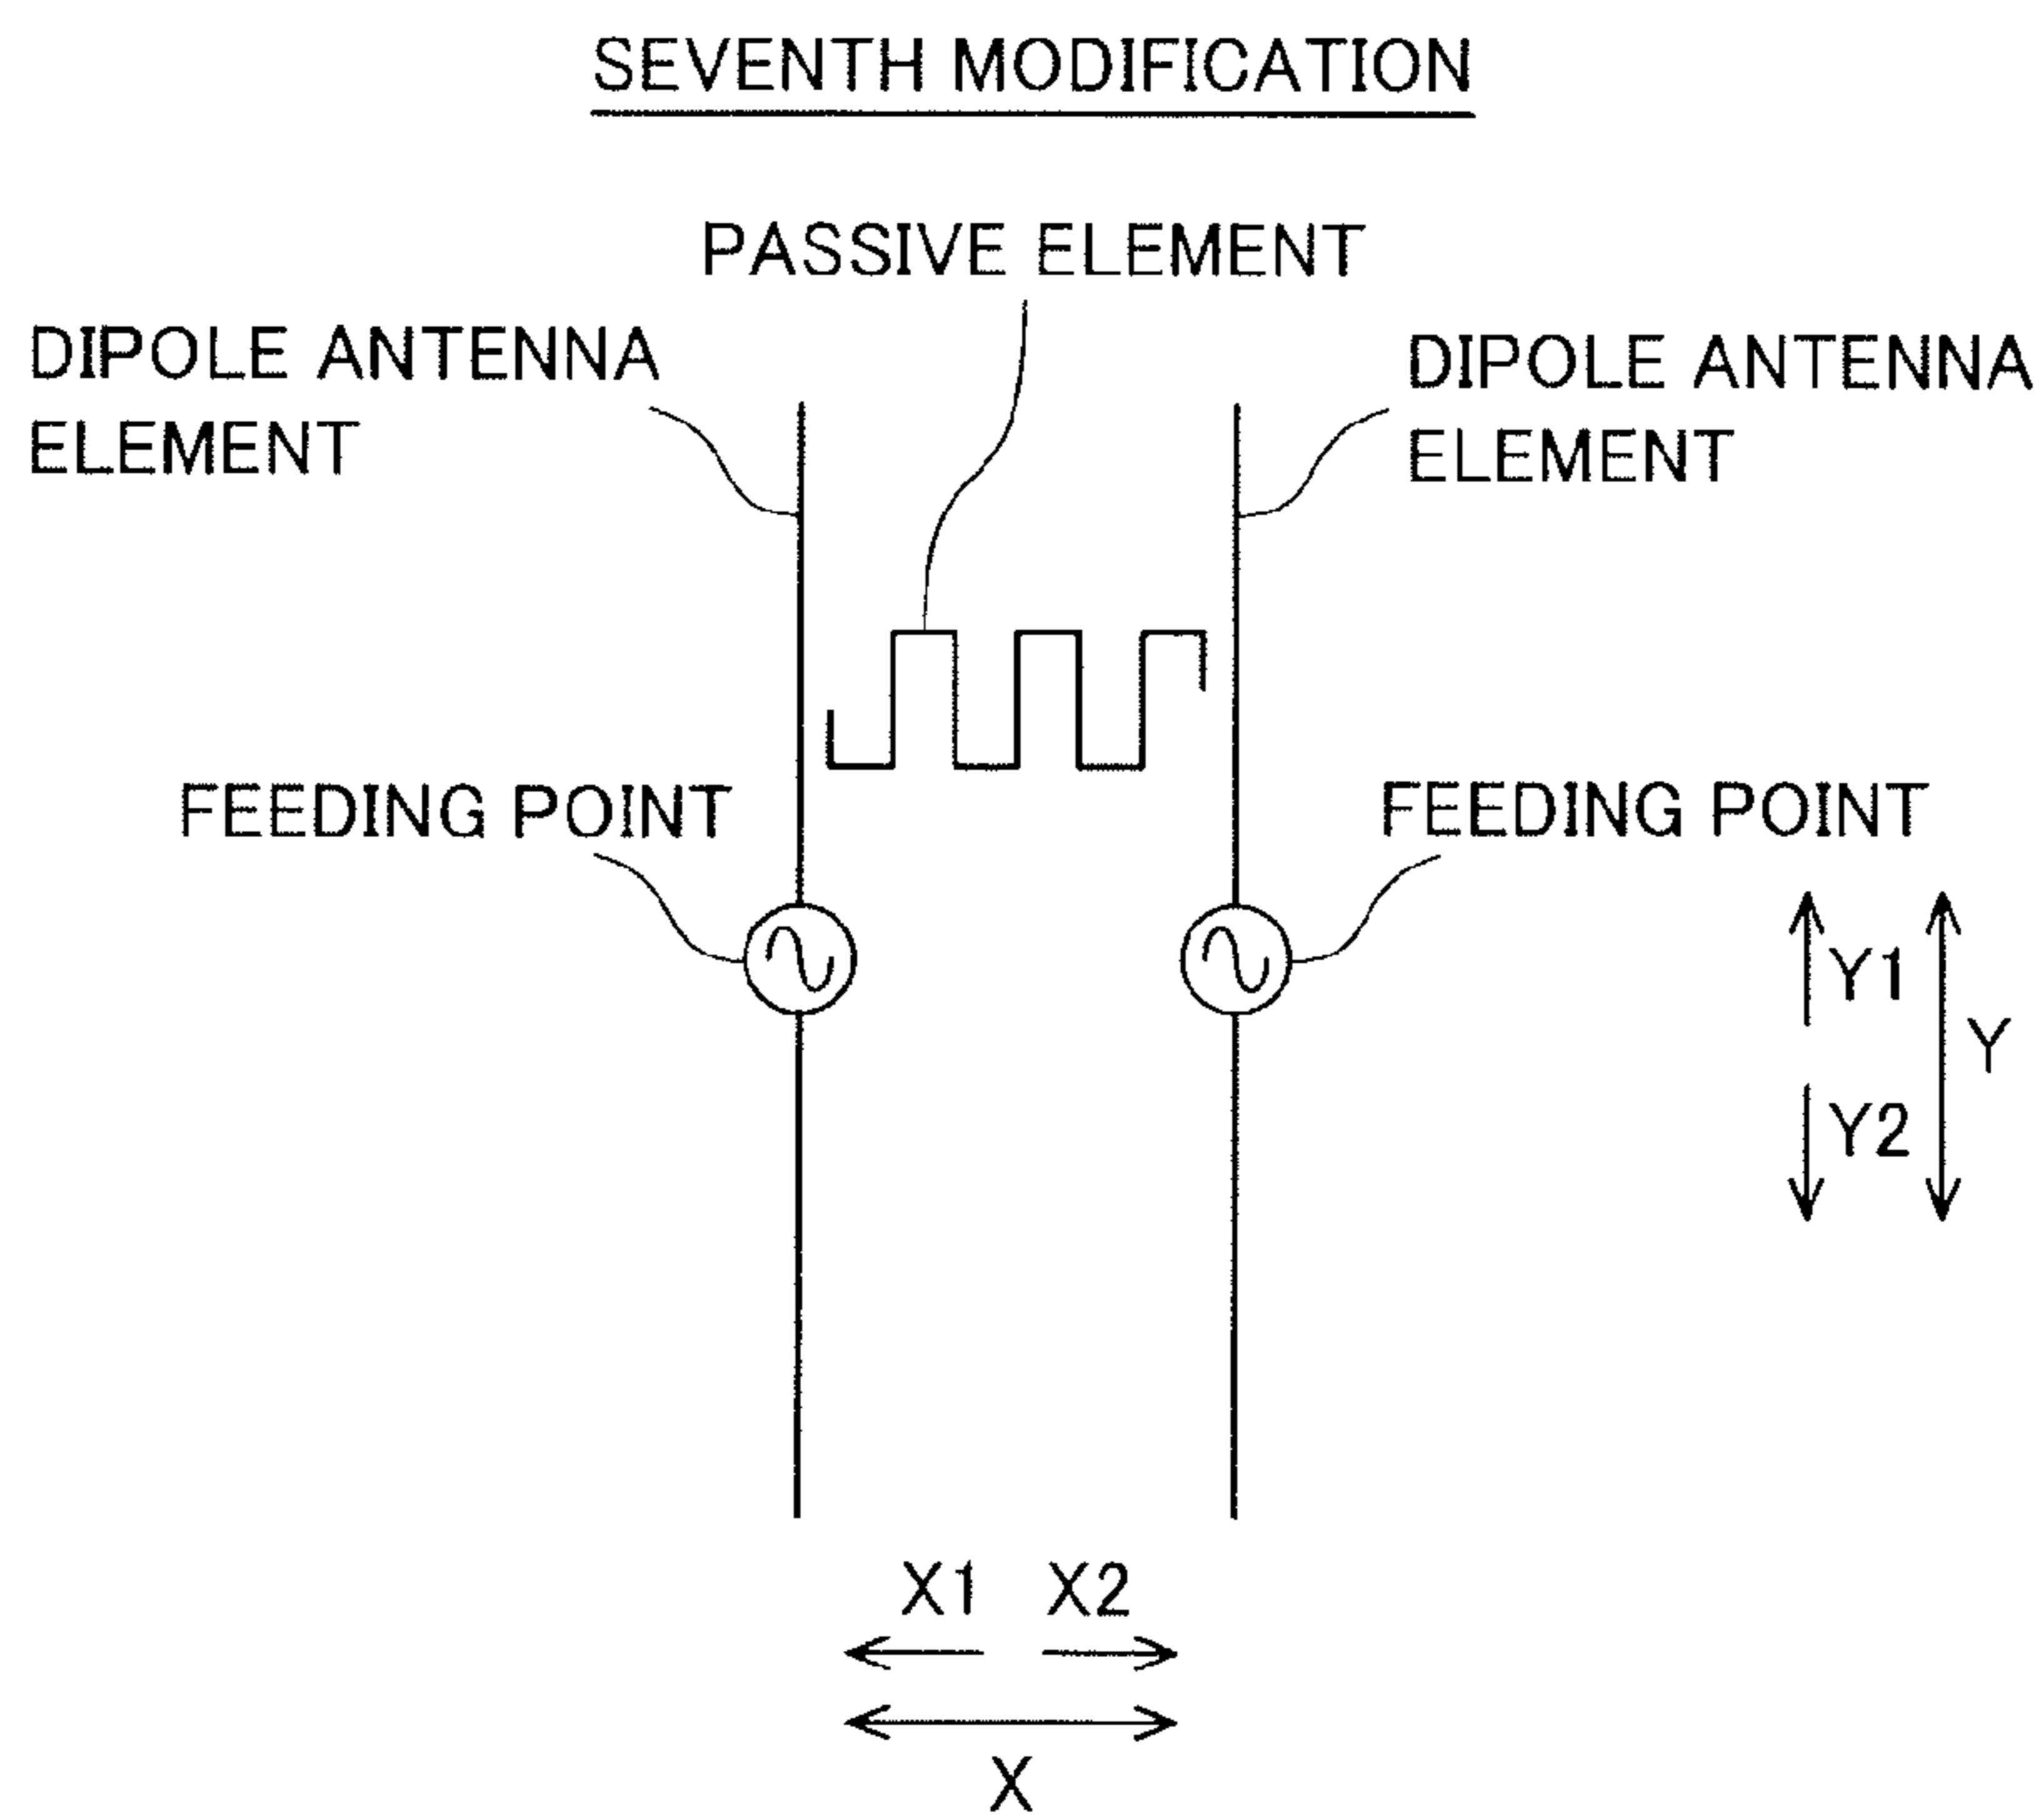 SEVENTH MODIFICATION
PASSIVE ELEMENT
DIPOLE ANTENNA
ELEMENT
DIPOLE ANTENNA
ELEMENT
FEEDING POINT
FEEDING POINT
Y1
Y
Y2
X1 X2
X